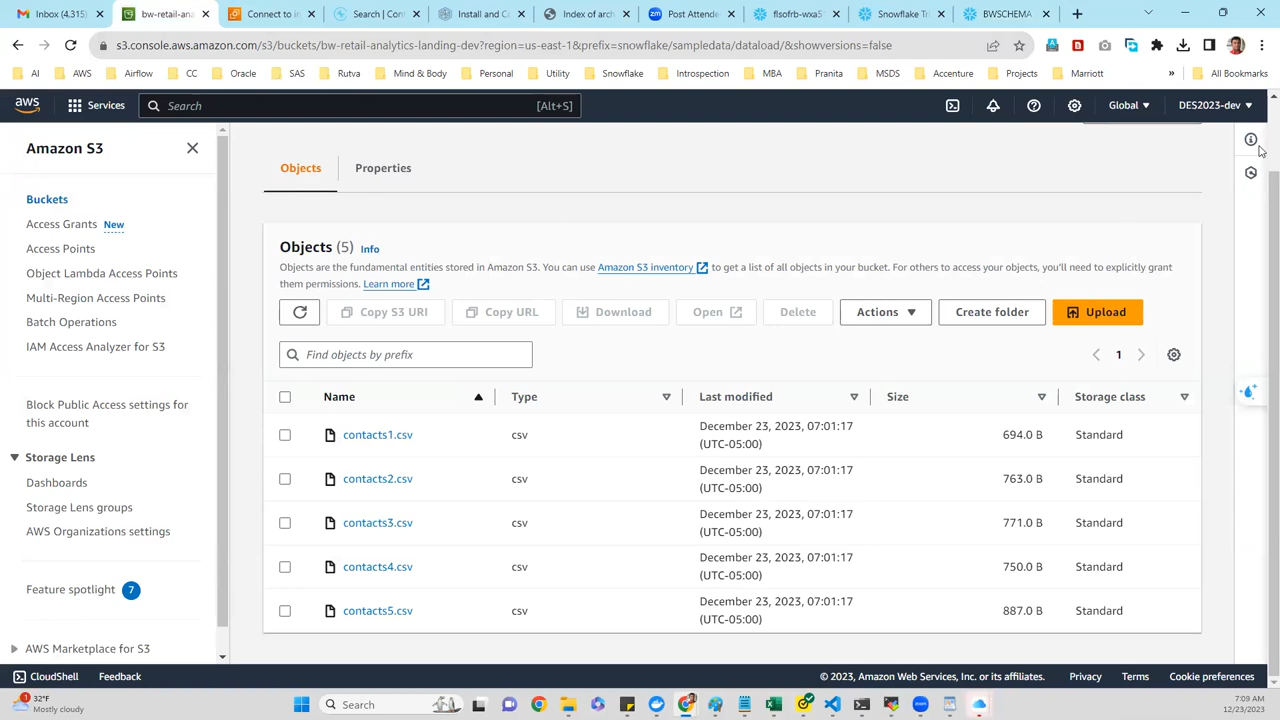 Inbox (4,315)
bw-retail-ana
Connect to in
Search | Cont
Install and Co
Index of arch
Post Attende
flsofrb-wxa5
Snowflake Tr
BWSCHEMA
s3.console.aws.amazon.com/s3/buckets/bw-retail-analytics-landing-dev?region=us-east-1&prefix=snowflake/sampledata/dataload/&showversions=false
AI
AWS
Airflow
CC
Oracle
SAS
Rutva
Mind & Body
Personal
Utility
Snowflake
Introspection
MBA
Pranita
MSDS
Accenture
Projects
Marriott
»
All Bookmarks
aws
Services
Search
[Alt+S]
Global
DES2023-dev
Amazon S3
Buckets
Access Grants New
Access Points
Object Lambda Access Points
Multi-Region Access Points
Batch Operations
IAM Access Analyzer for S3
Block Public Access settings for
this account
Storage Lens
Dashboards
Storage Lens groups
AWS Organizations settings
Feature spotlight 7
AWS Marketplace for S3
Objects
Properties
Objects (5) Info
Objects are the fundamental entities stored in Amazon S3. You can use Amazon S3 inventory to get a list of all objects in your bucket. For others to access your objects, you'll need to explicitly grant
them permissions. Learn more
Copy S3 URI
Copy URL
Download
Open
Delete
Actions
Create folder
Upload
Find objects by prefix
1
Name
Type
Last modified
Size
Storage class
contacts1.csv
csv
December 23, 2023, 07:01:17
(UTC-05:00)
694.0 B
Standard
contacts2.csv
csv
December 23, 2023, 07:01:17
(UTC-05:00)
763.0 B
Standard
contacts3.csv
csv
December 23, 2023, 07:01:17
(UTC-05:00)
771.0 B
Standard
contacts4.csv
csv
December 23, 2023, 07:01:17
(UTC-05:00)
750.0 B
Standard
contacts5.csv
csv
December 23, 2023, 07:01:17
(UTC-05:00)
887.0 B
Standard
CloudShell
Feedback
© 2023, Amazon Web Services, Inc. or its affiliates.
Privacy
Terms
Cookie preferences
1
32°F
Mostly cloudy
Search
7:09 AM
12/23/2023